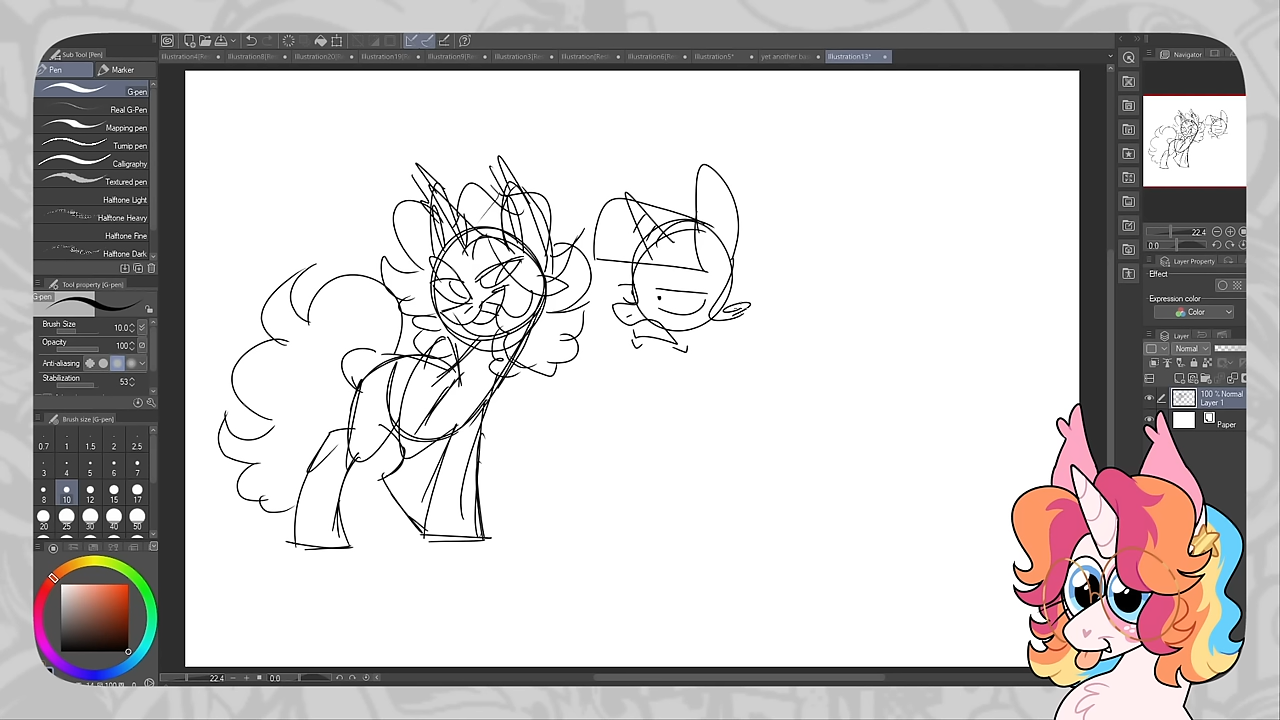 Sub Tool [Pen]
Pen
Marker
G-pen
Real G-Pen
Mapping pen
Turnip pen
Calligraphy
Textured pen
Halftone Light
Halftone Heavy
Halftone Fine
Halftone Dark
Tool property [G-pen]
G-pen
Brush Size 10.0
Opacity 100
Anti-aliasing
Stabilization 53
Brush size [G-pen]
0.7 1 1.5 2 2.5
3 4 5 6 7
8 10 12 15 17
20 25 30 40 50
Illustration5*
Illustration13*
22.4
0.0
Navigator
22.4
0.0
Layer Property
Effect
Expression color
Color
Layer
Normal
100 % Normal
Layer 1
Paper